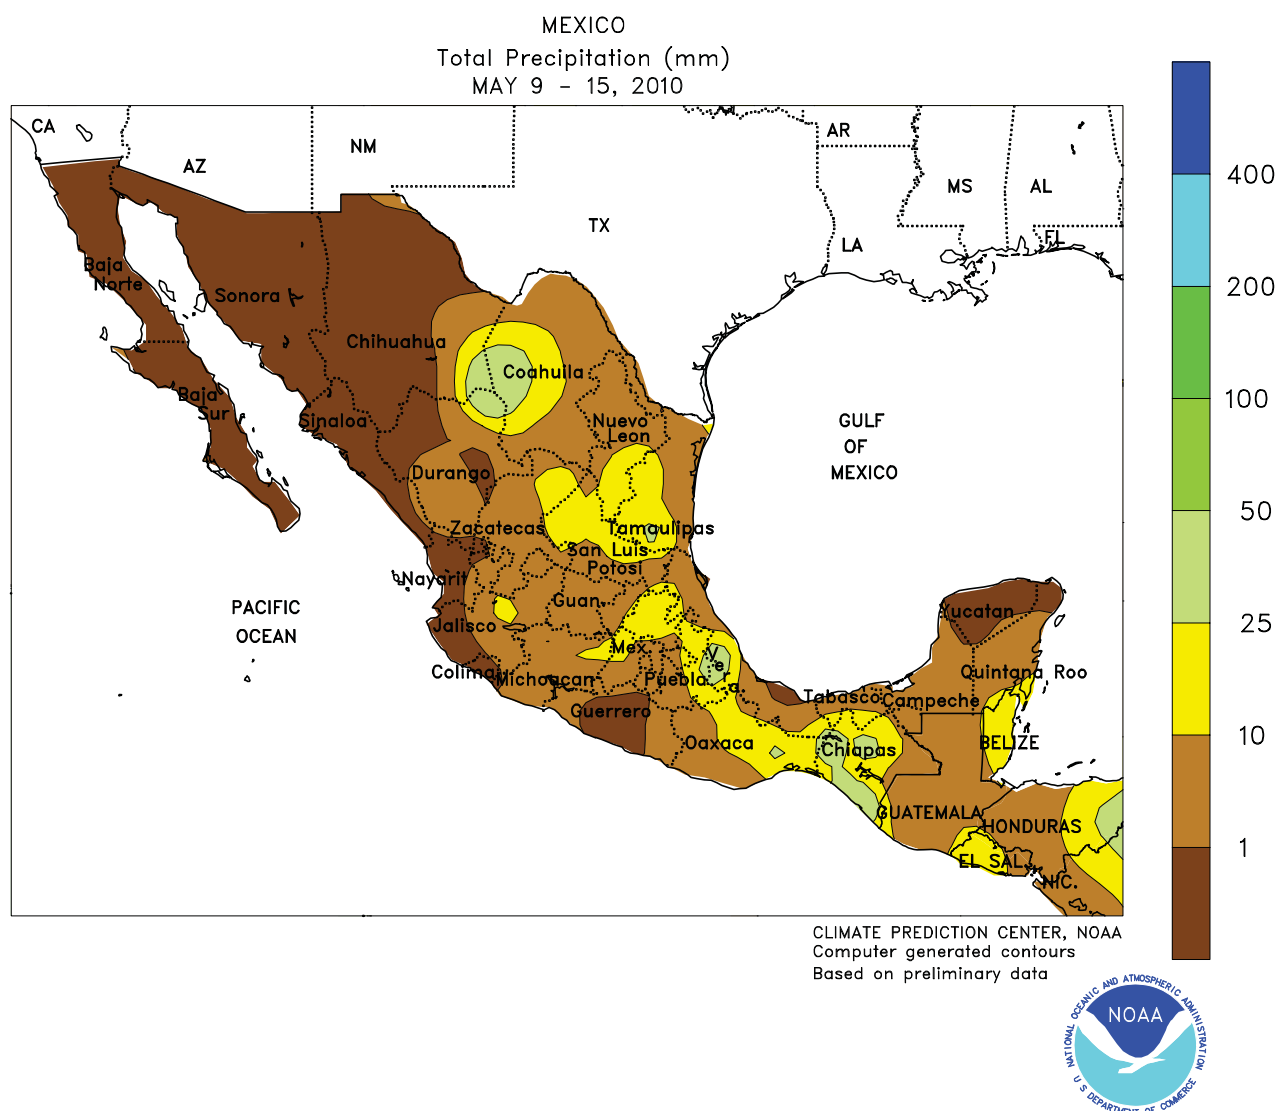 MEXICO
Total Precipitation (mm)
MAY 9 - 15, 2010
CA
AZ
NM
TX
AR
MS
AL
LA
FL
Baja
Norte
Sonora
Chihuahua
Coahuila
Baja
Sur
Sinaloa
Nuevo
Leon
Durango
Zacatecas
Tamaulipas
San Luis
Potosi
Nayarit
Guan.
Jalisco
Mex.
Ver
a.
Colima
Michoacan
Puebla
Guerrero
Oaxaca
Tabasco
Campeche
Chiapas
Yucatan
Quintana Roo
BELIZE
GUATEMALA
HONDURAS
EL SAL.
NIC.
GULF
OF
MEXICO
PACIFIC
OCEAN
400
200
100
50
25
10
1
CLIMATE PREDICTION CENTER, NOAA
Computer generated contours
Based on preliminary data
NATIONAL OCEANIC AND ATMOSPHERIC ADMINISTRATION
NOAA
U S DEPARTMENT OF COMMERCE